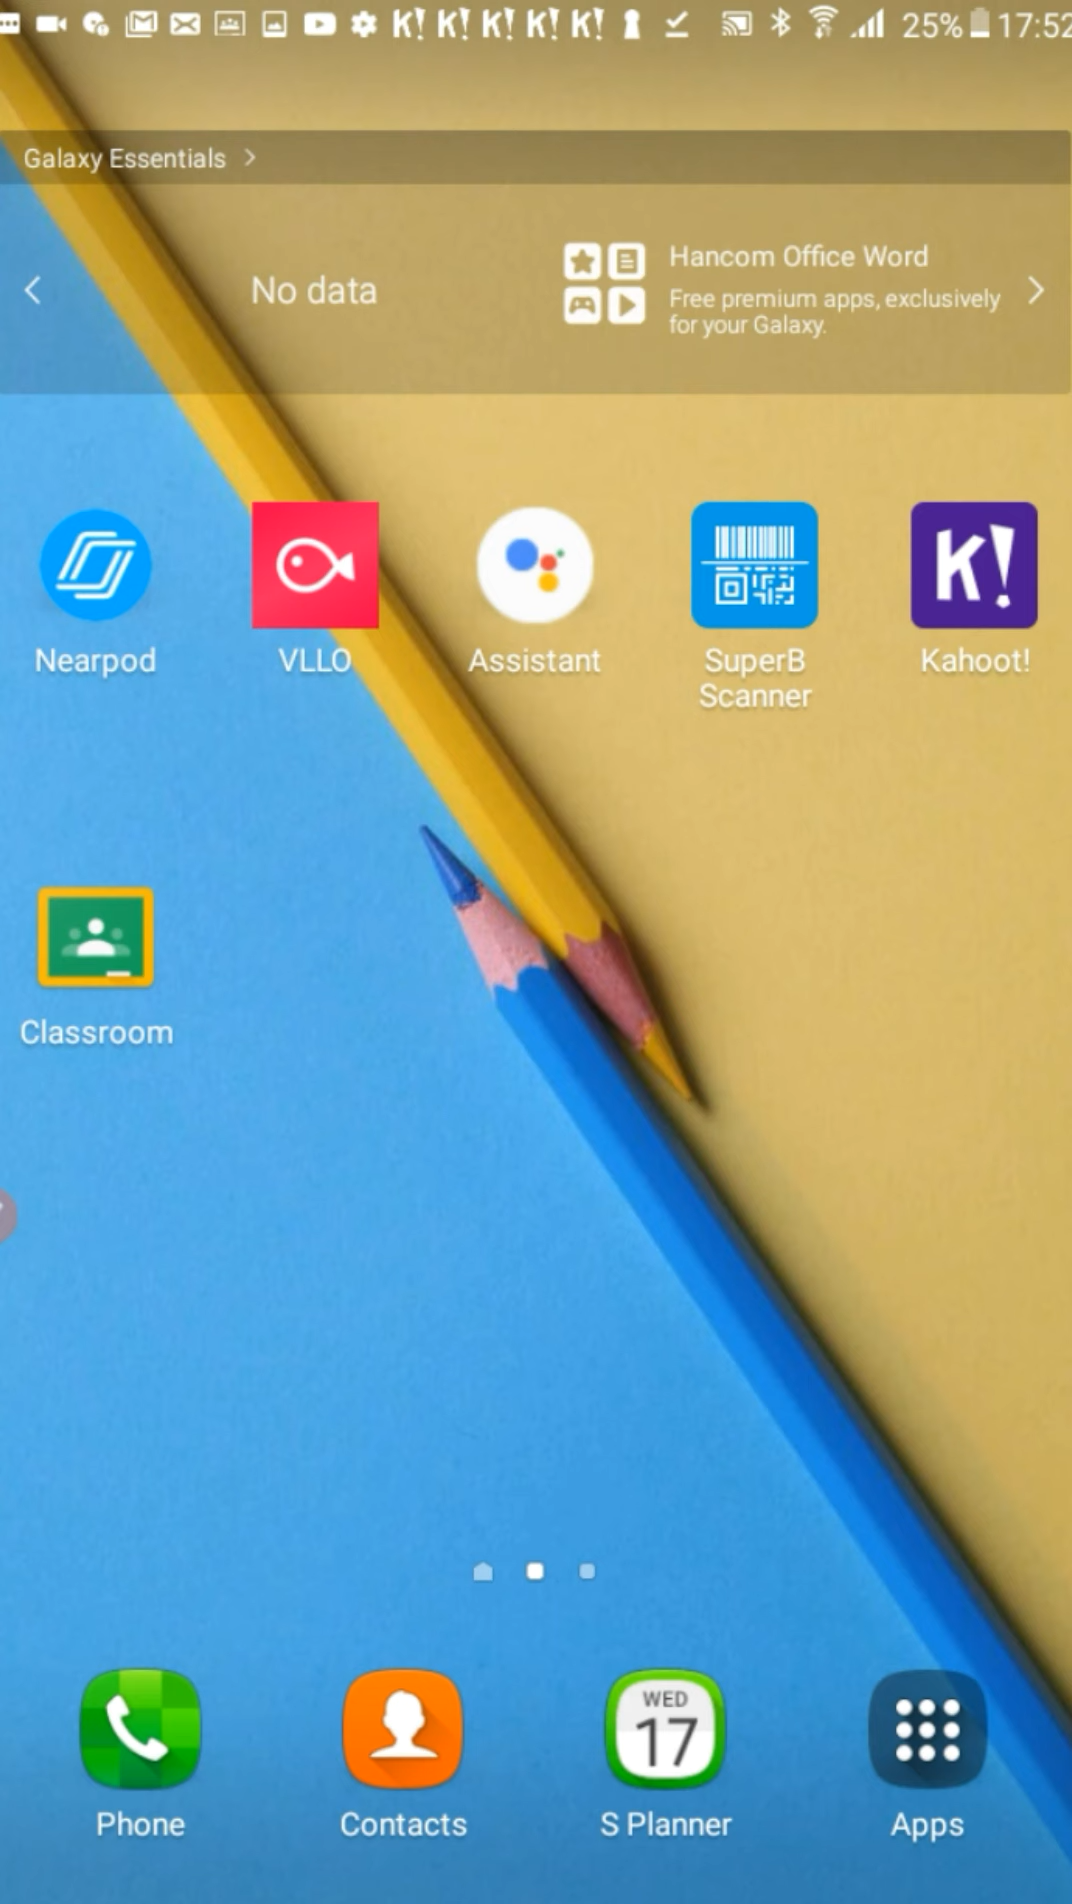 K! K! K! K! K! 25% 17:52
Galaxy Essentials
No data
Hancom Office Word
Free premium apps, exclusively
for your Galaxy.
K!
Nearpod
VLLO
Assistant
SuperB
Scanner
Kahoot!
Classroom
WED
17
Phone
Contacts
S Planner
Apps